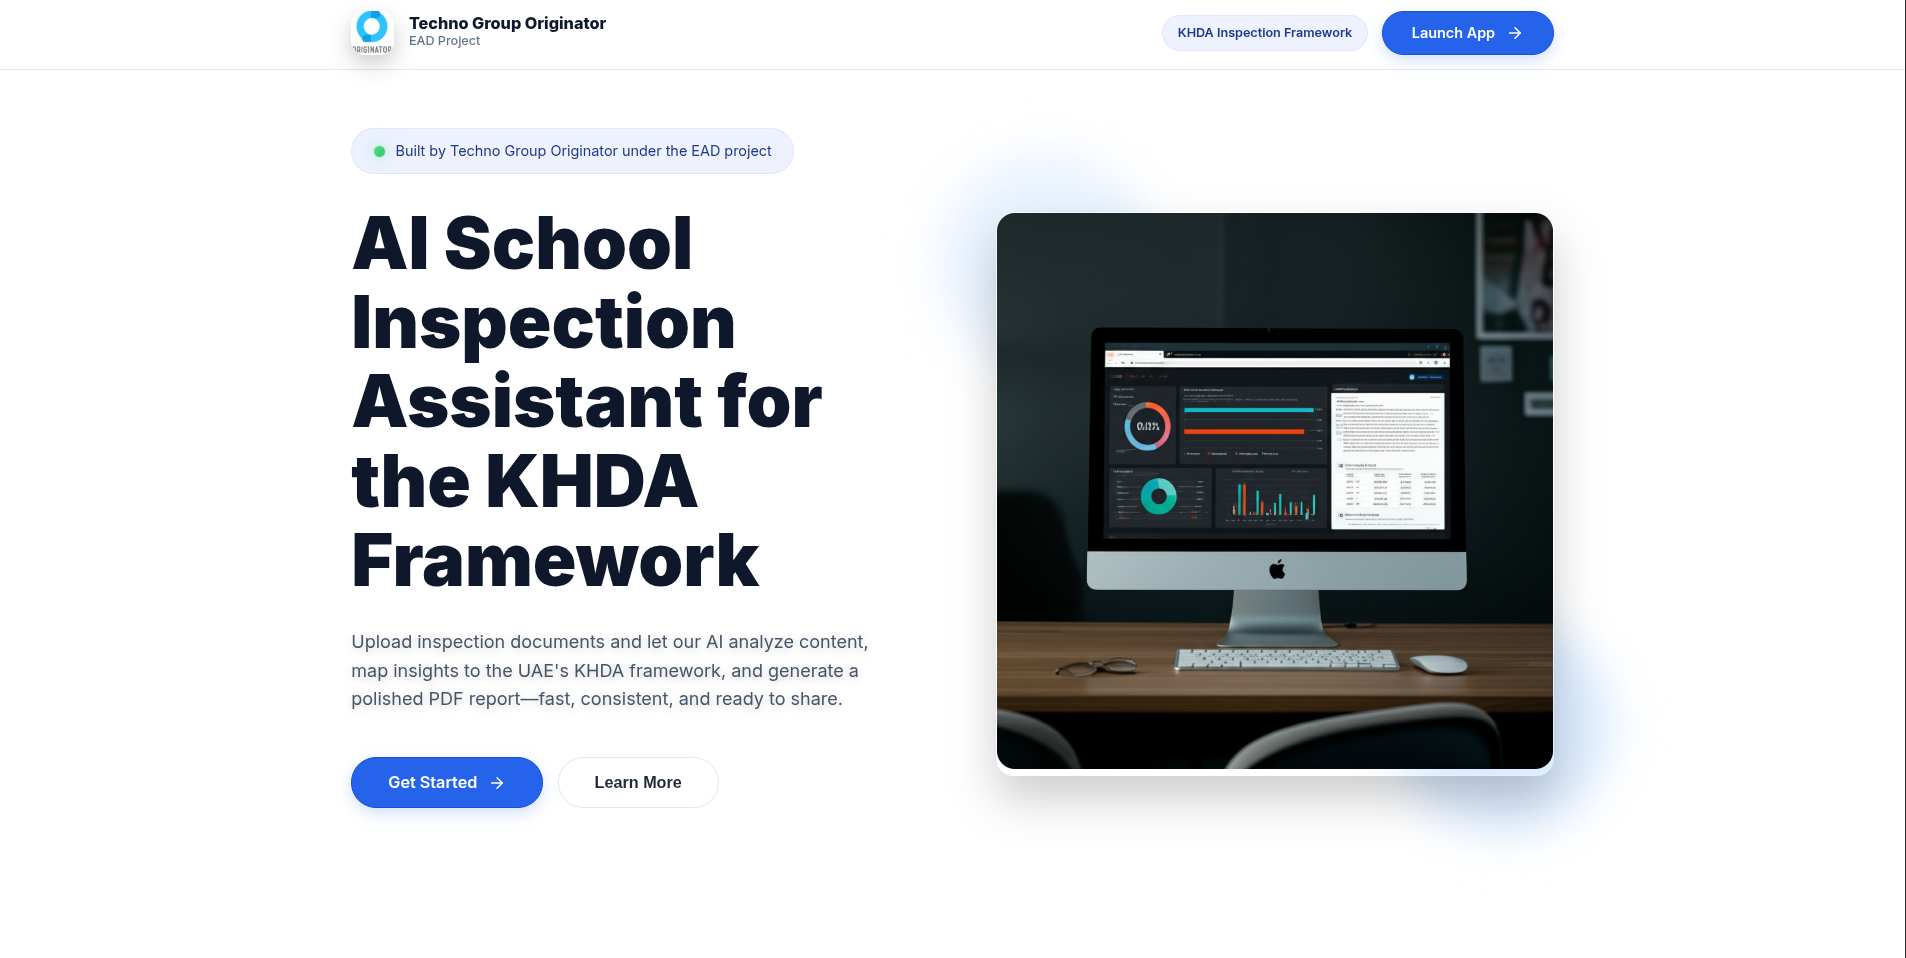 ORIGINATOR
Techno Group Originator
EAD Project
KHDA Inspection Framework
Launch App
Built by Techno Group Originator under the EAD project
AI School
Inspection
Assistant for
the KHDA
Framework
Upload inspection documents and let our AI analyze content,
map insights to the UAE's KHDA framework, and generate a
polished PDF report—fast, consistent, and ready to share.
Get Started
Learn More